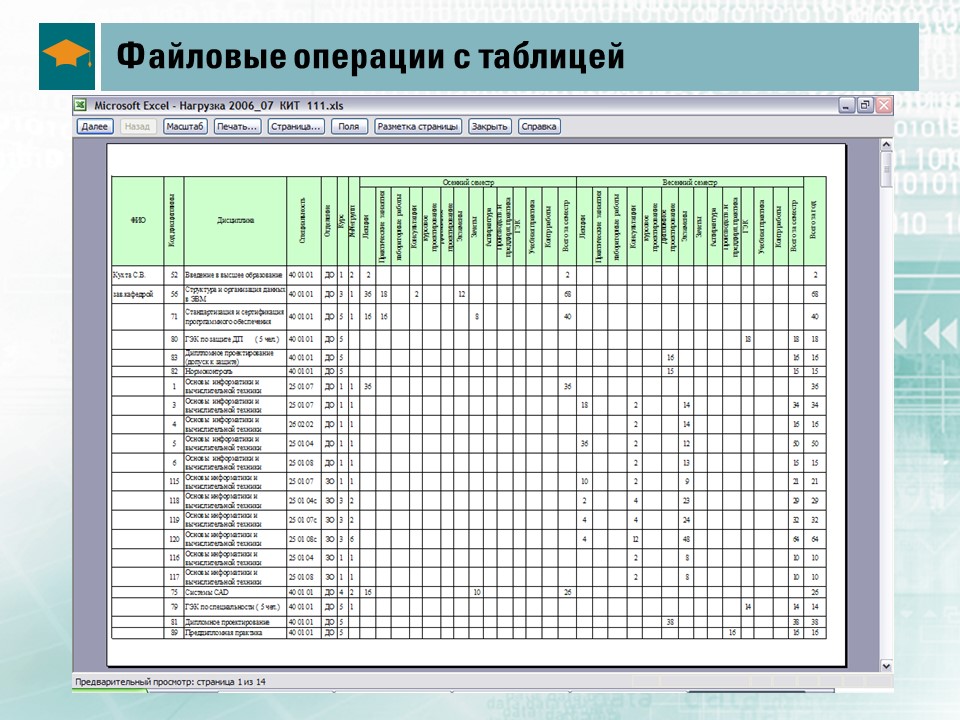 Файловые операции с таблицей
Microsoft Excel - Нагрузка 2006_07 КИТ 111.xls
Далее Назад Масштаб Печать... Страница... Поля Разметка страницы Закрыть Справка
Осенний семестр Весенний семестр
ФИО Код дисциплины Дисциплина Специальность Отделение Курс Лекции Практические занятия лабораторные работы Консультации курсовое проектирование Экзамены Зачеты Аспирантура ГЭК Учебная практика Контр работы Всего за семестр Лекции Практические занятия лабораторные работы Консультации курсовое проектирование Экзамены Зачеты Аспирантура ГЭК Учебная практика Контр работы Всего за семестр Всего за год
Кухта С.В. 52 Введение в высшее образование 40 01 01 ДО 1 2 2 2 2
зав.кафедрой 56 Структура и организация данных в ЭВМ 40 01 01 ДО 3 1 36 18 2 12 68 68
71 Стандартизация и сертификация программного обеспечения 40 01 01 ДО 5 1 16 16 8 40 40
80 ГЭК по защите ДП ( 5 чел.) 40 01 01 ДО 5 18 18 18
83 Дипломное проектирование (допуск к защите) 40 01 01 ДО 5 16 16 16
82 Нормоконтроль 40 01 01 ДО 5 15 15 15
1 Основы информатики и вычислительной техники 25 01 07 ДО 1 1 36 36 36
3 Основы информатики и вычислительной техники 25 01 07 ДО 1 1 18 2 14 34 34
4 Основы информатики и вычислительной техники 26 02 02 ДО 1 1 2 14 16 16
5 Основы информатики и вычислительной техники 25 01 04 ДО 1 1 36 2 12 50 50
6 Основы информатики и вычислительной техники 25 01 08 ДО 1 1 2 13 15 15
115 Основы информатики и вычислительной техники 25 01 07 ЗО 1 1 10 2 9 21 21
118 Основы информатики и вычислительной техники 25 01 04с ЗО 3 2 2 4 23 29 29
119 Основы информатики и вычислительной техники 25 01 07с ЗО 3 2 4 4 24 32 32
120 Основы информатики и вычислительной техники 25 01 08с ЗО 3 6 4 12 48 64 64
116 Основы информатики и вычислительной техники 25 01 04 ЗО 1 1 2 8 10 10
117 Основы информатики и вычислительной техники 25 01 08 ЗО 1 1 2 8 10 10
75 Системы CAD 40 01 01 ДО 4 2 16 10 26 26
79 ГЭК по специальности ( 5 чел.) 40 01 01 ДО 5 1 14 14 14
81 Дипломное проектирование 40 01 01 ДО 5 38 38 38
89 Преддипломная практика 40 01 01 ДО 5 16 16 16
Предварительный просмотр: страница 1 из 14